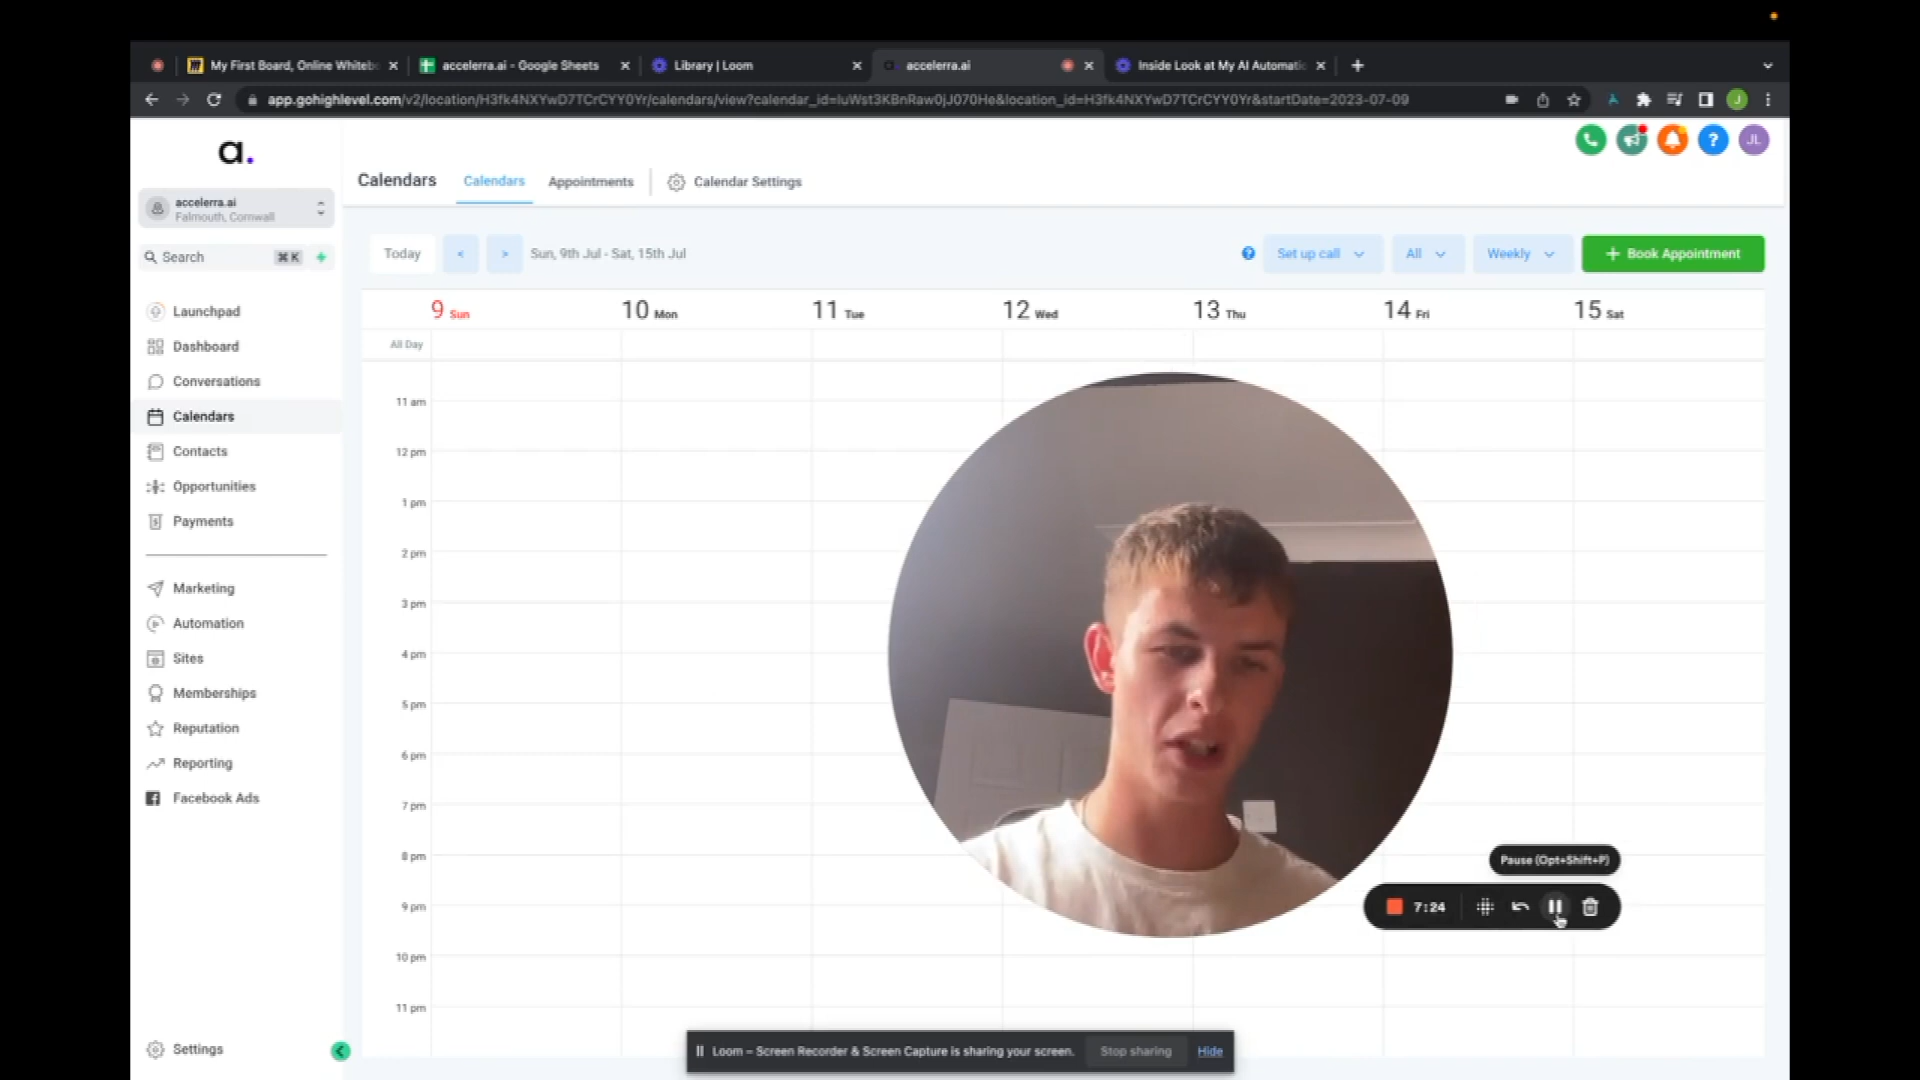 My First Board, Online Whiteb
accelerra.ai - Google Sheets
Library | Loom
accelerra.ai
Inside Look at My AI Automatic
app.gohighlevel.com/v2/location/H3fk4NXYwD7TCrCYY0Yr/calendars/view?calendar_id=IuWst3KBnRaw0jJ070He&location_id=H3fk4NXYwD7TCrCYY0Yr&startDate=2023-07-09
J
a.
Calendars
Calendars
Appointments
Calendar Settings
JL
accelerra.ai
Falmouth, Cornwall
Search
⌘ K
Today
<
>
Sun, 9th Jul - Sat, 15th Jul
Set up call
All
Weekly
+ Book Appointment
9 Sun
10 Mon
11 Tue
12 Wed
13 Thu
14 Fri
15 Sat
All Day
11 am
12 pm
1 pm
2 pm
3 pm
4 pm
5 pm
6 pm
7 pm
8 pm
9 pm
10 pm
11 pm
Launchpad
Dashboard
Conversations
Calendars
Contacts
Opportunities
Payments
Marketing
Automation
Sites
Memberships
Reputation
Reporting
Facebook Ads
Settings
Pause (Opt+Shift+P)
7:24
Loom – Screen Recorder & Screen Capture is sharing your screen.
Stop sharing
Hide